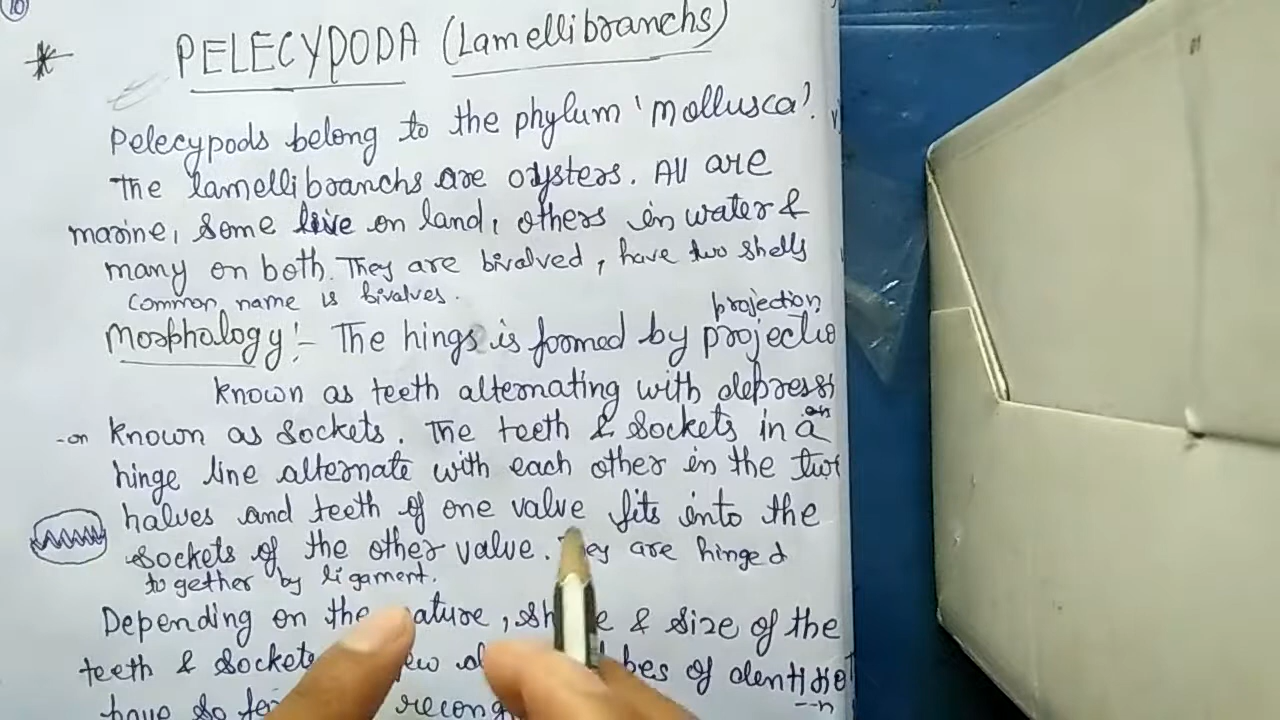 10
PELECYPODA (Lamellibranchs)
Pelecypods belong to the phylum 'Mollusca'.
The lamellibranchs are oysters. All are
marine, some live on land, others in water &
many on both. They are bivalved, have two shells
common name is bivalves.
projection
Morphology:- The hinge is formed by projectio
known as teeth alternating with depressi
-on known as sockets. The teeth & sockets in a
hinge line alternate with each other in the two
halves and teeth of one valve fits into the
sockets of the other valve. are hinged
together by ligament.
Depending on the & size of the
teeth & of dentitio
-n
have so